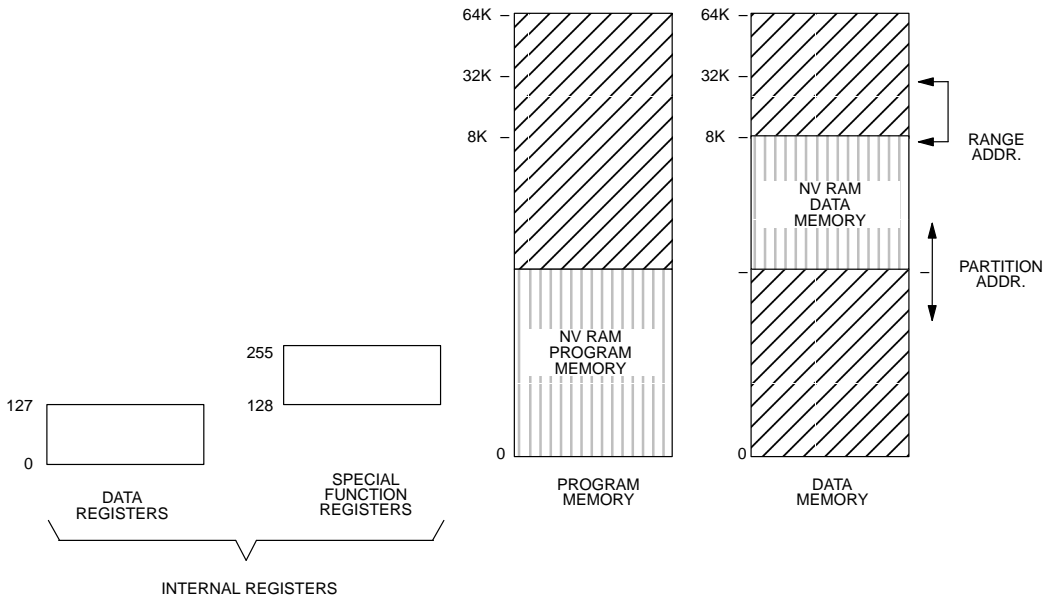 64K
32K
8K
0
NV RAM
PROGRAM
MEMORY
PROGRAM
MEMORY
64K
32K
8K
0
NV RAM
DATA
MEMORY
DATA
MEMORY
RANGE
ADDR.
PARTITION
ADDR.
127
0
DATA
REGISTERS
255
128
SPECIAL
FUNCTION
REGISTERS
INTERNAL REGISTERS